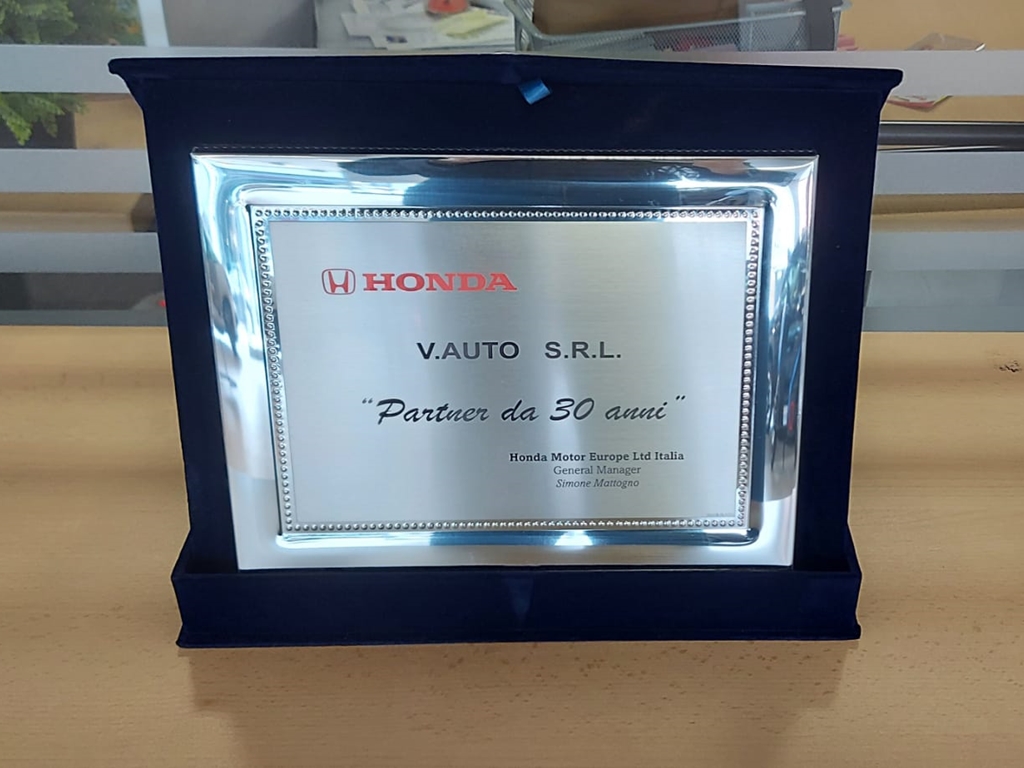 HONDA
V.AUTO S.R.L.
"Partner da 30 anni"
Honda Motor Europe Ltd Italia
General Manager
Simone Mattogno